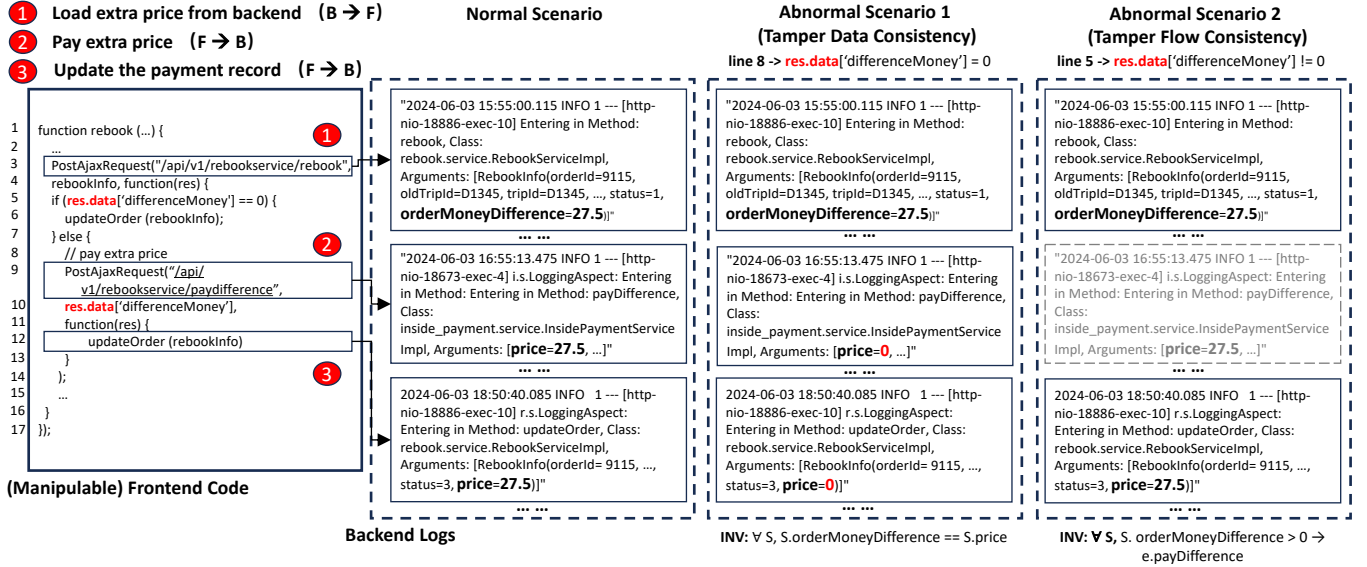 1 Load extra price from backend (B → F)
2 Pay extra price (F → B)
3 Update the payment record (F → B)
1 function rebook (…) {
1
2 …
3 PostAjaxRequest("/api/v1/rebookservice/rebook",
4 rebookInfo, function(res) {
5 if (res.data['differenceMoney'] == 0) {
6 updateOrder (rebookInfo);
7 } else {
2
8 // pay extra price
9 PostAjaxRequest("/api/
v1/rebookservice/paydifference",
10 res.data['differenceMoney'],
11 function(res) {
12 updateOrder (rebookInfo)
13 }
3
14 );
15 …
16 }
17 });
(Manipulable) Frontend Code
Normal Scenario
"2024-06-03 15:55:00.115 INFO 1 --- [http-
nio-18886-exec-10] Entering in Method:
rebook, Class:
rebook.service.RebookServiceImpl,
Arguments: [RebookInfo(orderId=9115,
oldTripId=D1345, tripId=D1345, …, status=1,
orderMoneyDifference=27.5)]"
… …
"2024-06-03 16:55:13.475 INFO 1 --- [http-
nio-18673-exec-4] i.s.LoggingAspect: Entering
in Method: Entering in Method: payDifference,
Class:
inside_payment.service.InsidePaymentService
Impl, Arguments: [price=27.5, …]"
… …
2024-06-03 18:50:40.085 INFO 1 --- [http-
nio-18886-exec-10] r.s.LoggingAspect:
Entering in Method: updateOrder, Class:
rebook.service.RebookServiceImpl,
Arguments: [RebookInfo(orderId= 9115, …,
status=3, price=27.5)]"
… …
Backend Logs
Abnormal Scenario 1
(Tamper Data Consistency)
line 8 -> res.data['differenceMoney'] = 0
"2024-06-03 15:55:00.115 INFO 1 --- [http-
nio-18886-exec-10] Entering in Method:
rebook, Class:
rebook.service.RebookServiceImpl,
Arguments: [RebookInfo(orderId=9115,
oldTripId=D1345, tripId=D1345, …, status=1,
orderMoneyDifference=27.5)]"
… …
"2024-06-03 16:55:13.475 INFO 1 --- [http-
nio-18673-exec-4] i.s.LoggingAspect: Entering
in Method: Entering in Method: payDifference,
Class:
inside_payment.service.InsidePaymentService
Impl, Arguments: [price=0, …]"
… …
2024-06-03 18:50:40.085 INFO 1 --- [http-
nio-18886-exec-10] r.s.LoggingAspect:
Entering in Method: updateOrder, Class:
rebook.service.RebookServiceImpl,
Arguments: [RebookInfo(orderId= 9115, …,
status=3, price=0)]"
… …
INV: ∀ S, S.orderMoneyDifference == S.price
Abnormal Scenario 2
(Tamper Flow Consistency)
line 5 -> res.data['differenceMoney'] != 0
"2024-06-03 15:55:00.115 INFO 1 --- [http-
nio-18886-exec-10] Entering in Method:
rebook, Class:
rebook.service.RebookServiceImpl,
Arguments: [RebookInfo(orderId=9115,
oldTripId=D1345, tripId=D1345, …, status=1,
orderMoneyDifference=27.5)]"
… …
"2024-06-03 16:55:13.475 INFO 1 --- [http-
nio-18673-exec-4] i.s.LoggingAspect: Entering
in Method: Entering in Method: payDifference,
Class:
inside_payment.service.InsidePaymentService
Impl, Arguments: [price=27.5, …]"
… …
2024-06-03 18:50:40.085 INFO 1 --- [http-
nio-18886-exec-10] r.s.LoggingAspect:
Entering in Method: updateOrder, Class:
rebook.service.RebookServiceImpl,
Arguments: [RebookInfo(orderId= 9115, …,
status=3, price=27.5)]"
… …
INV: ∀ S, S. orderMoneyDifference > 0 →
e.payDifference